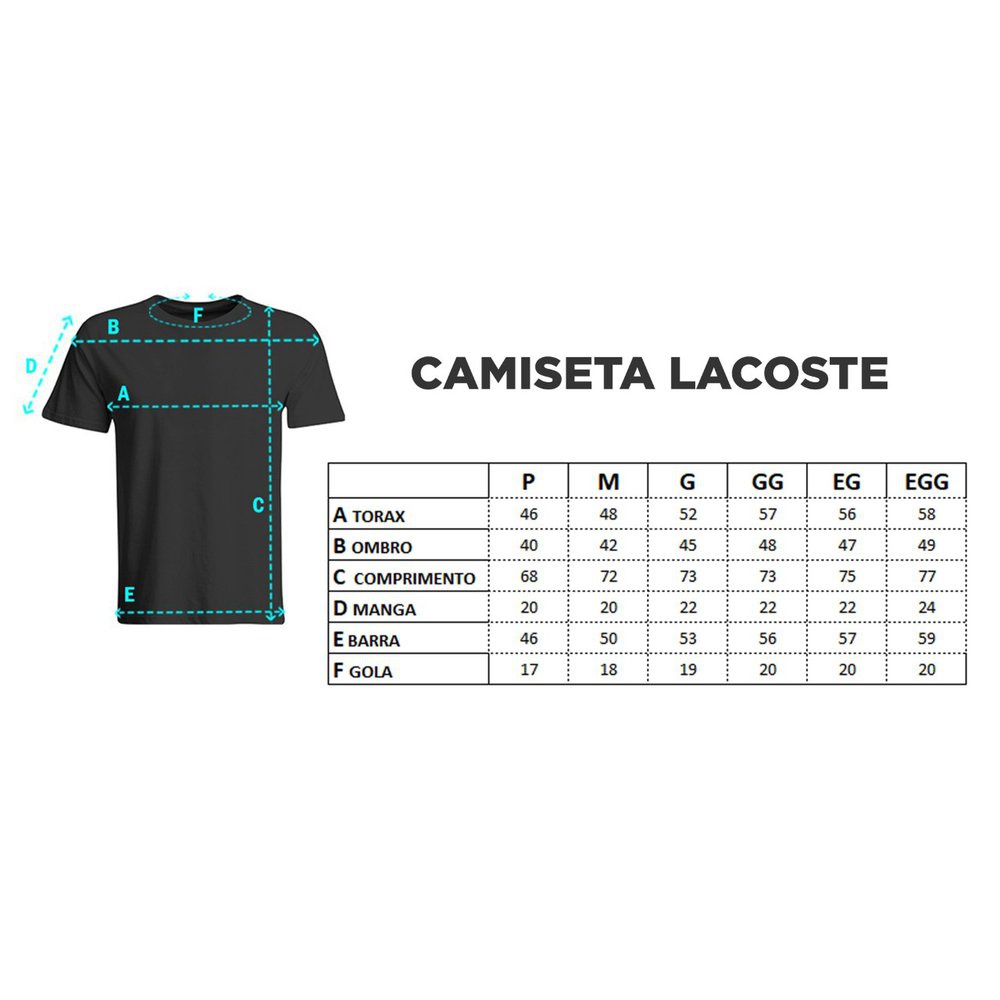 F
B
D
A
C
E
CAMISETA LACOSTE
P M G GG EG EGG
A TORAX 46 48 52 57 56 58
B OMBRO 40 42 45 48 47 49
C COMPRIMENTO 68 72 73 73 75 77
D MANGA 20 20 22 22 22 24
E BARRA 46 50 53 56 57 59
F GOLA 17 18 19 20 20 20